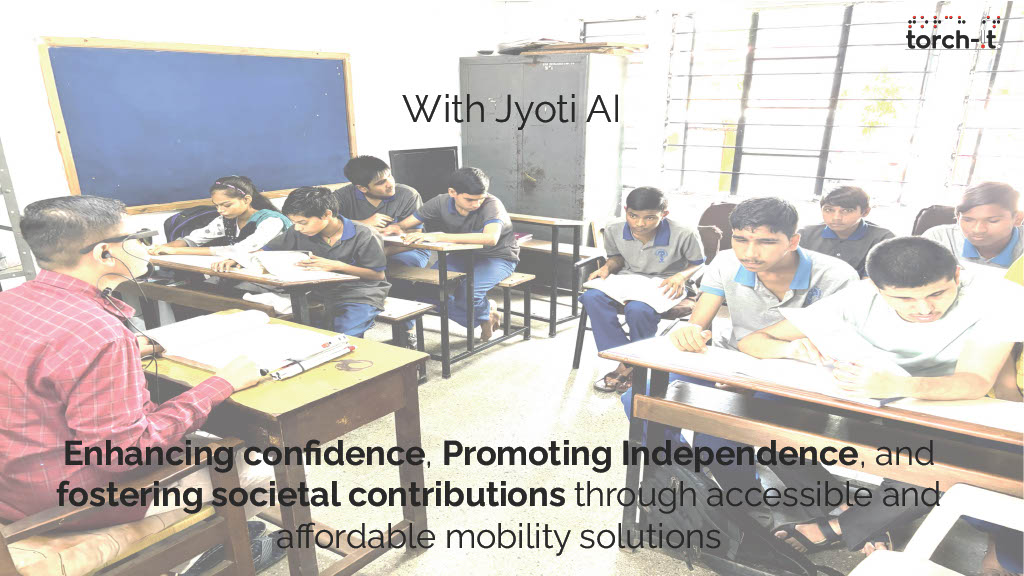 torch-it
With Jyoti AI
Enhancing confidence, Promoting Independence, and
fostering societal contributions through accessible and
affordable mobility solutions